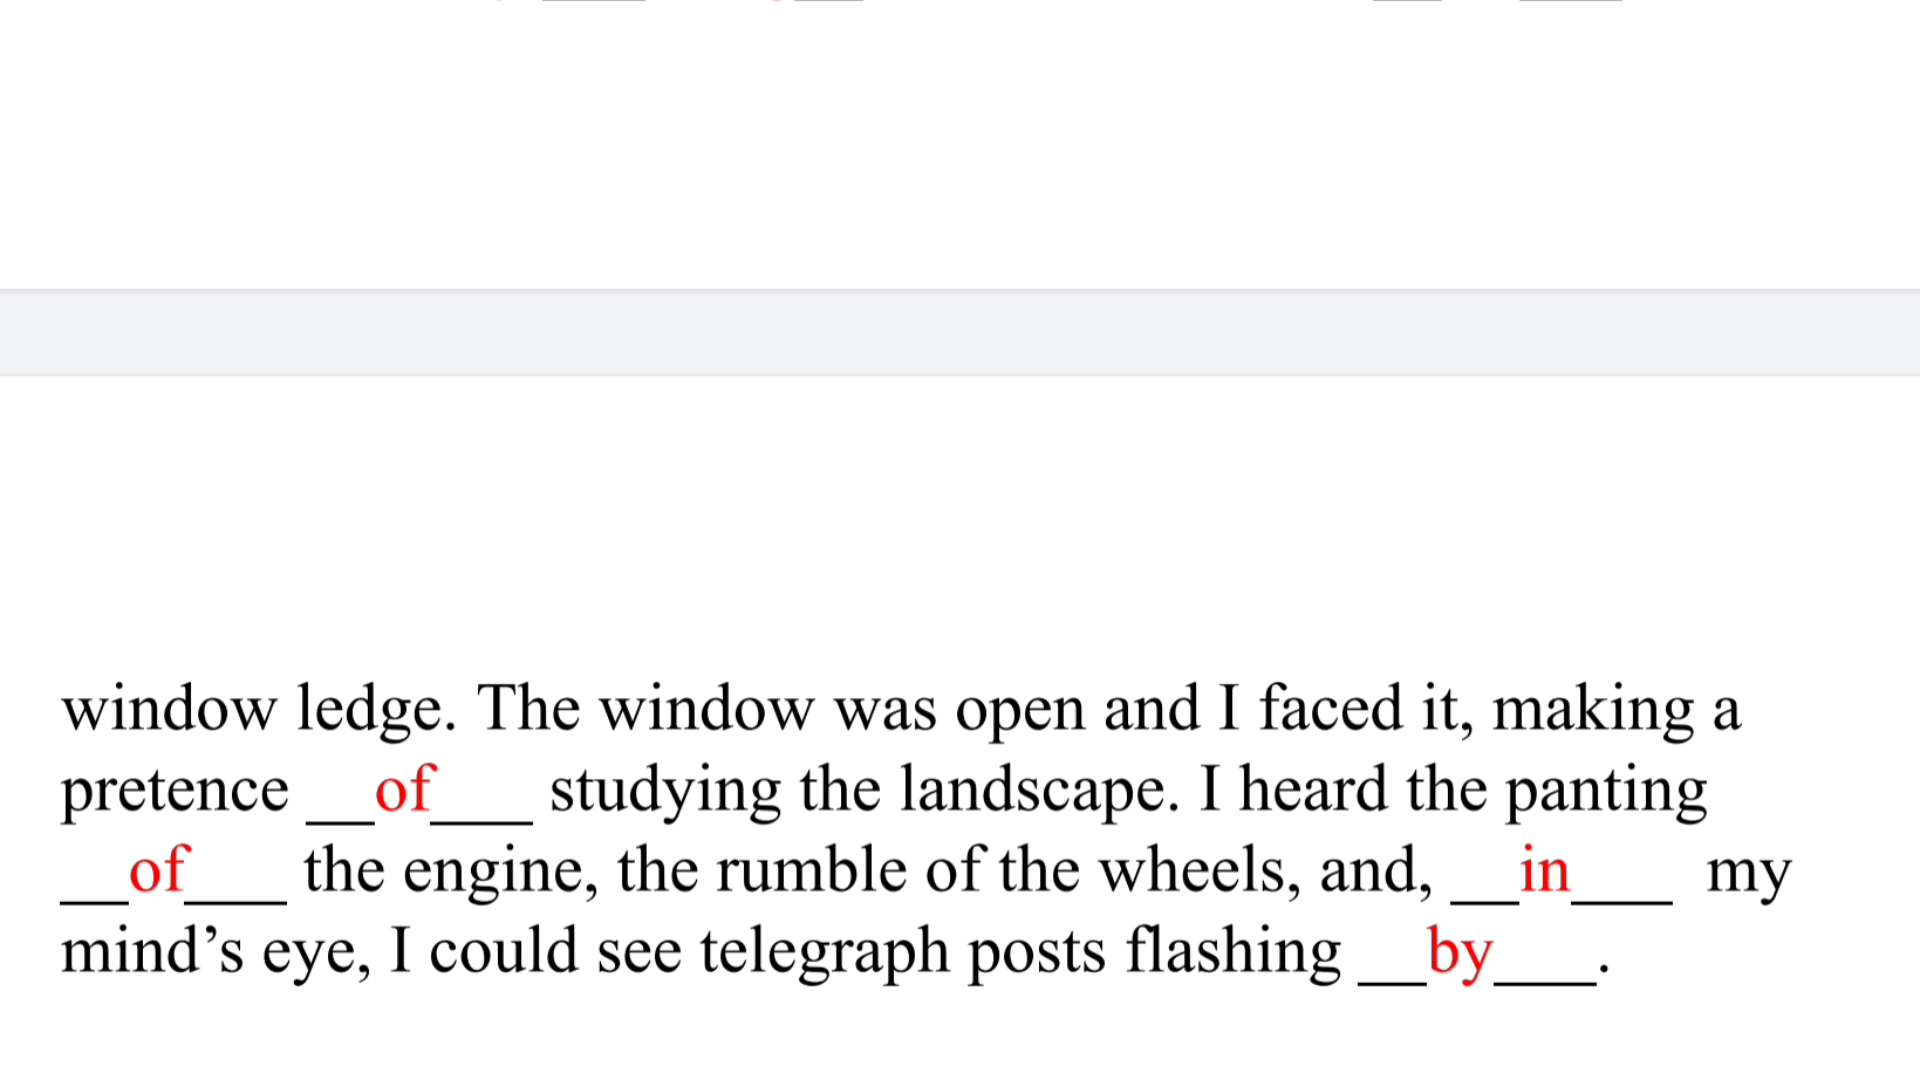 window ledge. The window was open and I faced it, making a
pretence __of___ studying the landscape. I heard the panting
__of___ the engine, the rumble of the wheels, and, __in___ my
mind’s eye, I could see telegraph posts flashing __by___.